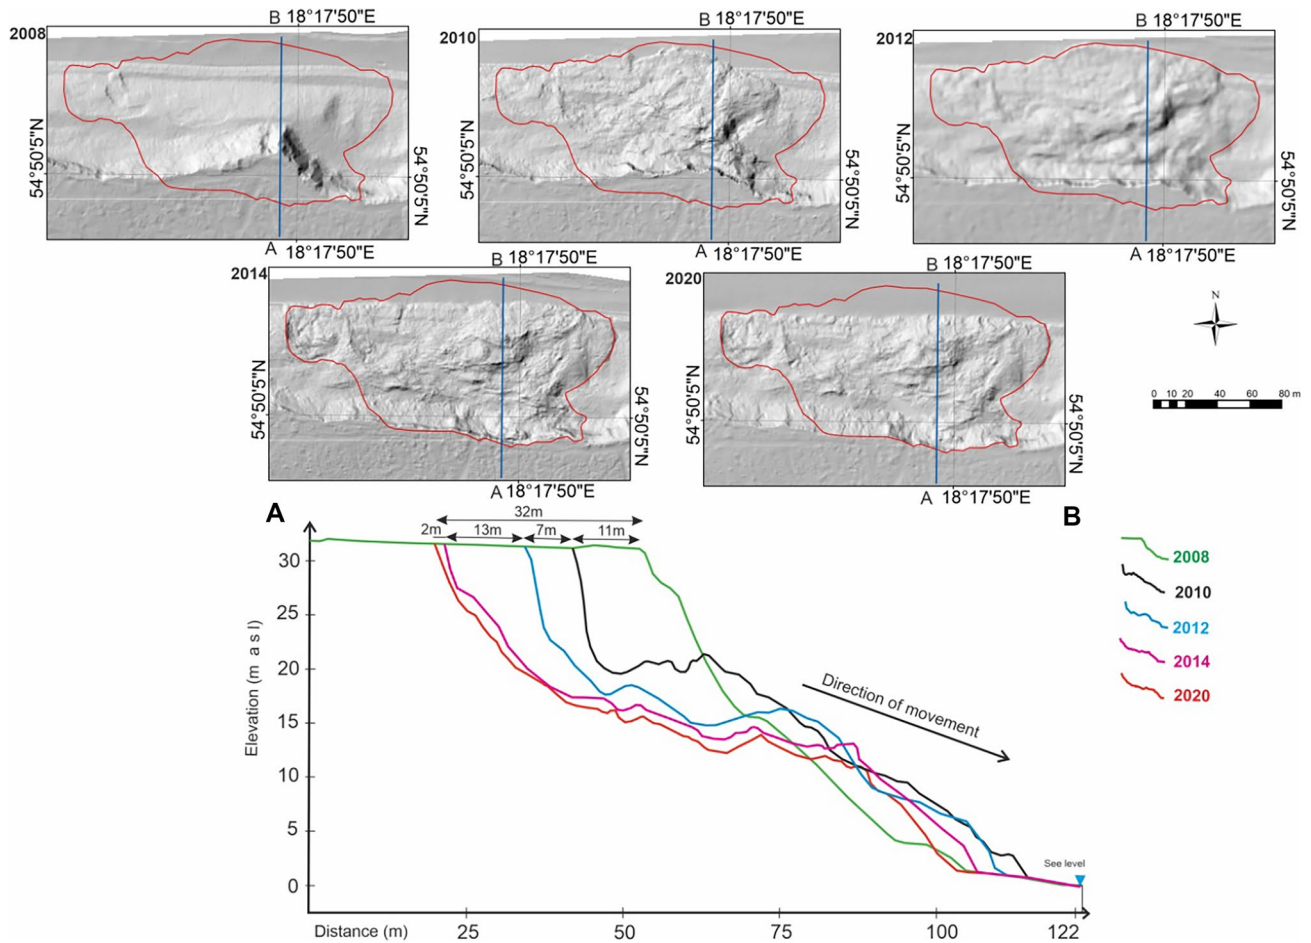 B 18°17'50"E
2008
54°50'5"N
54°50'5"N
A 18°17'50"E
B 18°17'50"E
2010
54°50'5"N
54°50'5"N
A 18°17'50"E
B 18°17'50"E
2012
54°50'5"N
54°50'5"N
A 18°17'50"E
B 18°17'50"E
2014
54°50'5"N
54°50'5"N
A 18°17'50"E
B 18°17'50"E
2020
54°50'5"N
54°50'5"N
A 18°17'50"E
N
0 10 20 40 60 80 m
A
B
32m
2m 13m 7m 11m
30
25
20
15
10
5
0
Elevation (m a s l)
Direction of movement
See level
2008
2010
2012
2014
2020
Distance (m) 25 50 75 100 122